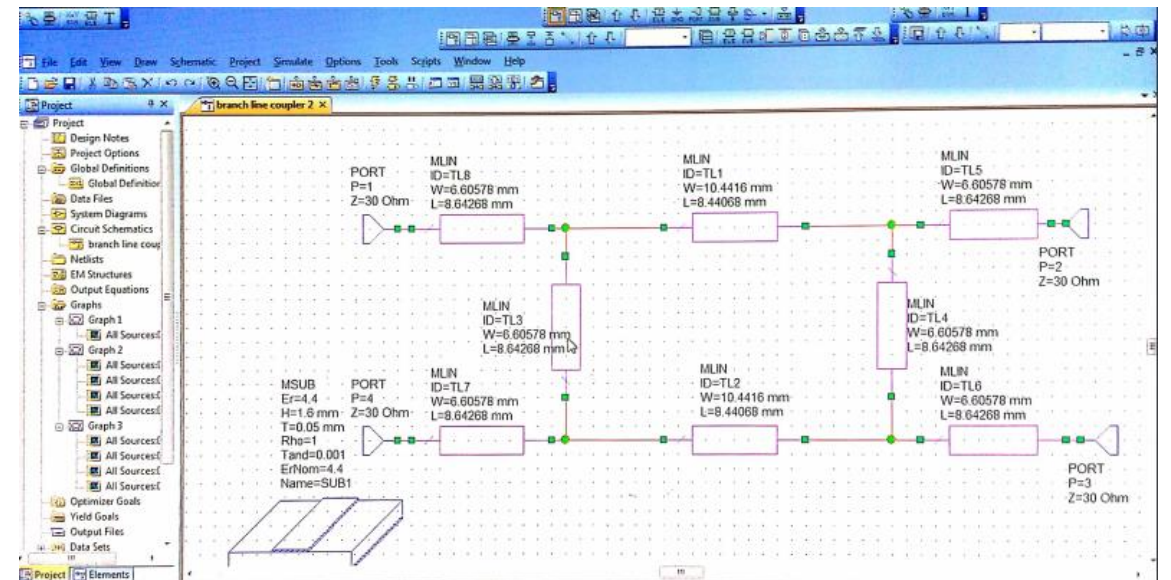 File Edit View Draw Schematic Project Simulate Options Tools Scripts Window Help
Project
branch line coupler 2
Project
Design Notes
Project Options
Global Definitions
Global Definition
Data Files
System Diagrams
Circuit Schematics
branch line coup
Netlists
EM Structures
Output Equations
Graphs
Graph 1
All Sources:
Graph 2
All Sources:
All Sources:
All Sources:
All Sources:
Graph 3
All Sources:
All Sources:
All Sources:
All Sources:
Optimizer Goals
Yield Goals
Output Files
Data Sets
Project
Elements
PORT
P=1
Z=30 Ohm
MLIN
ID=TL8
W=6.60578 mm
L=8.64268 mm
MLIN
ID=TL1
W=10.4416 mm
L=8.44068 mm
MLIN
ID=TL5
W=6.60578 mm
L=8.64268 mm
PORT
P=2
Z=30 Ohm
MLIN
ID=TL3
W=6.60578 mm
L=8.64268 mm
MLIN
ID=TL4
W=6.60578 mm
L=8.64268 mm
MSUB
Er=4.4
H=1.6 mm
T=0.05 mm
Rho=1
Tand=0.001
ErNom=4.4
Name=SUB1
PORT
P=4
Z=30 Ohm
MLIN
ID=TL7
W=6.60578 mm
L=8.64268 mm
MLIN
ID=TL2
W=10.4416 mm
L=8.44068 mm
MLIN
ID=TL6
W=6.60578 mm
L=8.64268 mm
PORT
P=3
Z=30 Ohm